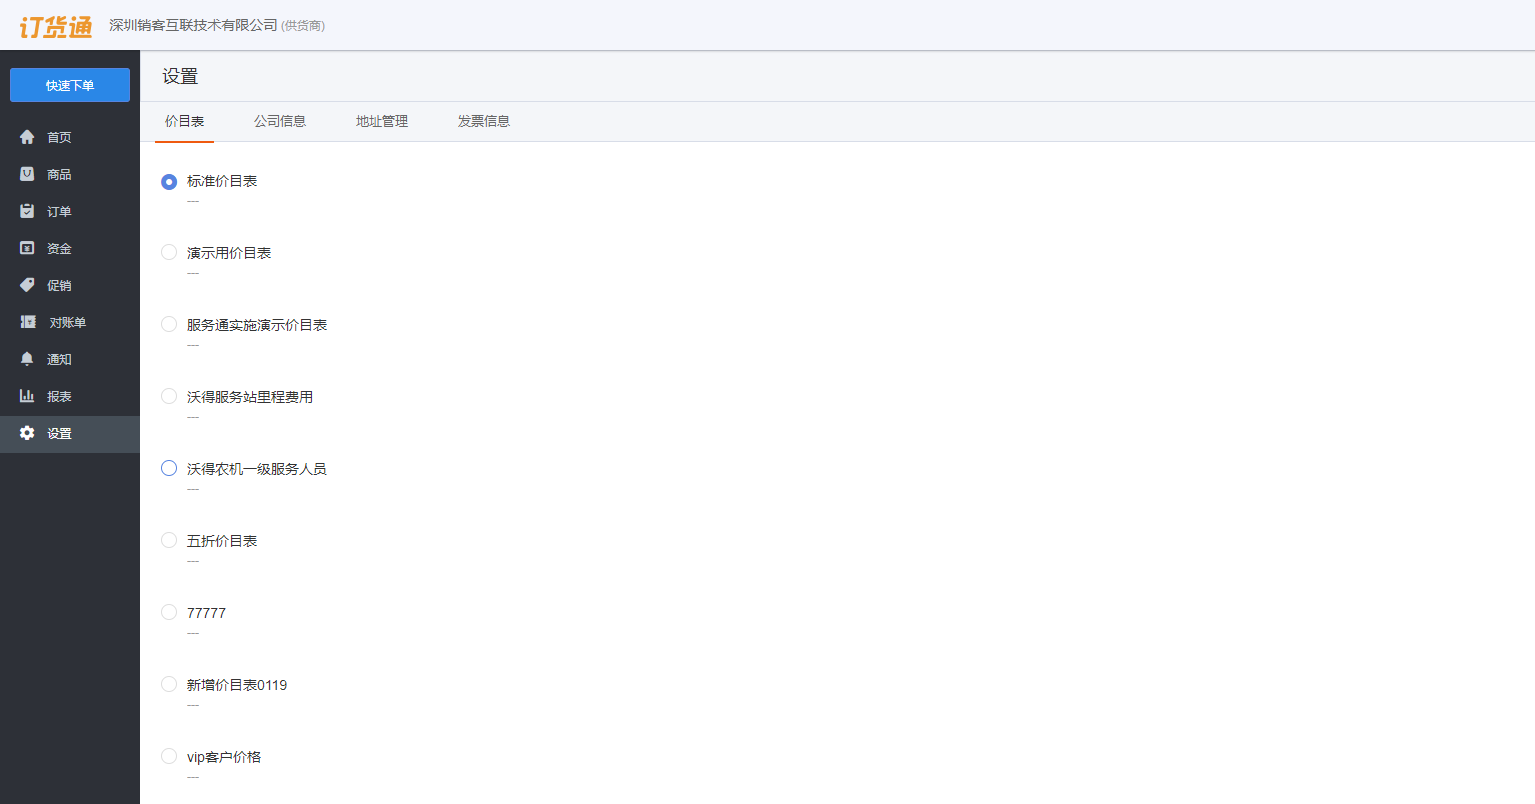 订货通 深圳销客互联技术有限公司 (供货商)
快速下单
首页
商品
订单
资金
促销
对账单
通知
报表
设置
设置
价目表 公司信息 地址管理 发票信息
标准价目表
---
演示用价目表
---
服务通实施演示价目表
---
沃得服务站里程费用
---
沃得农机一级服务人员
---
五折价目表
---
77777
---
新增价目表0119
---
vip客户价格
---